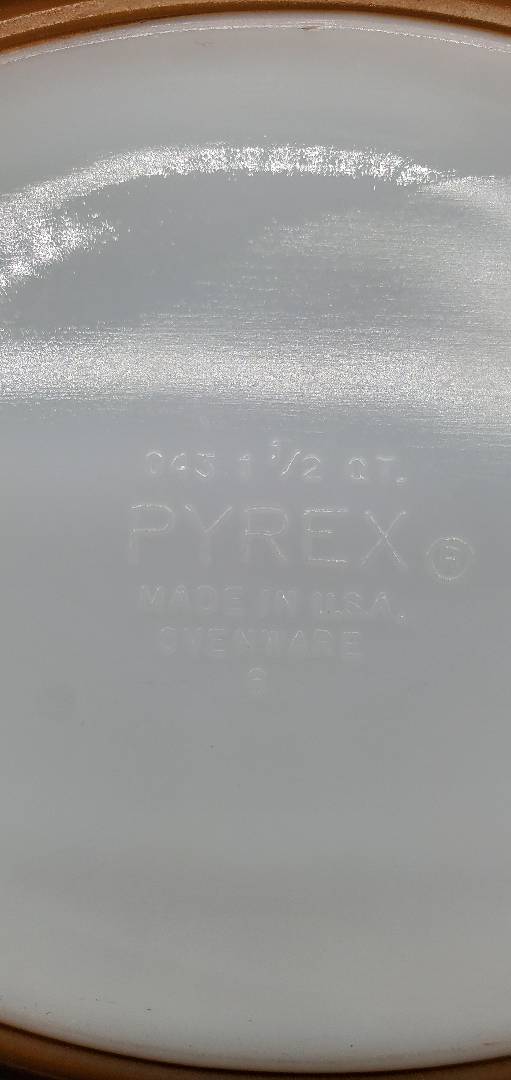 043 1 1/2 QT.
PYREX ®
MADE IN U.S.A.
OVENWARE